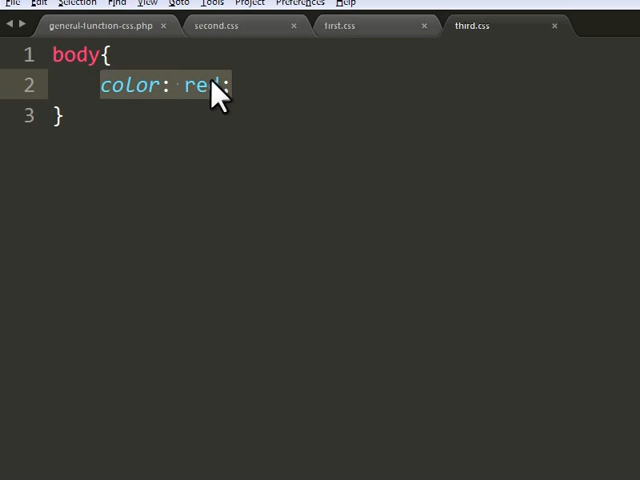 File Edit Selection Find View Goto Tools Project Preferences Help
general-function-css.php × second.css × first.css × third.css ×
1 body{
2 color: red;
3 }